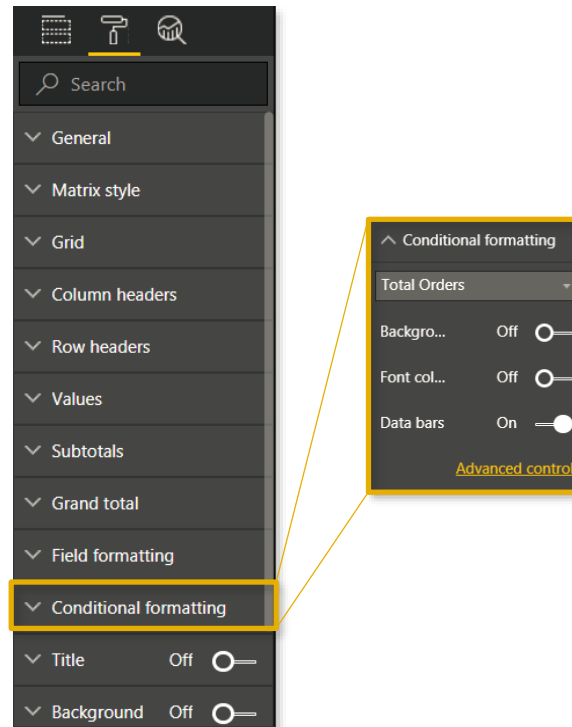 Search
General
Matrix style
Grid
Column headers
Row headers
Values
Subtotals
Grand total
Field formatting
Conditional formatting
Title Off
Background Off
Conditional formatting
Total Orders
Backgro... Off
Font col... Off
Data bars On
Advanced control